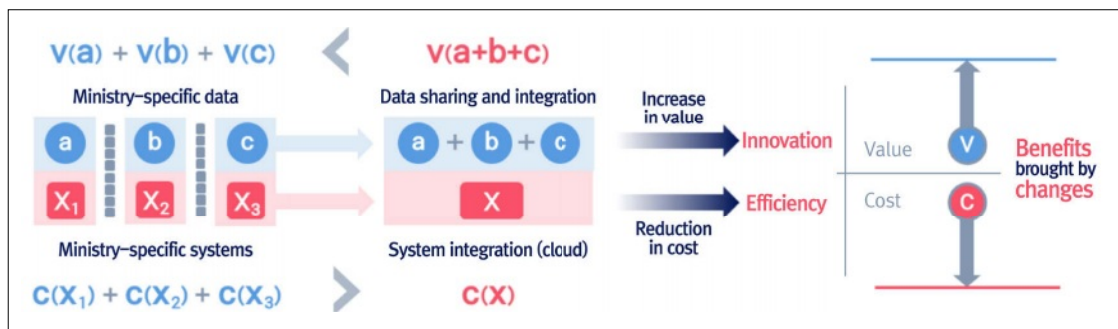 v(a) + v(b) + v(c) < v(a+b+c)
Ministry-specific data
Data sharing and integration
a b c
a + b + c
X₁ X₂ X₃
X
Ministry-specific systems
System integration (cloud)
C(X₁) + C(X₂) + C(X₃) > C(X)
Increase
in value
Innovation
Efficiency
Reduction
in cost
Value
V
Cost
C
Benefits
brought by
changes